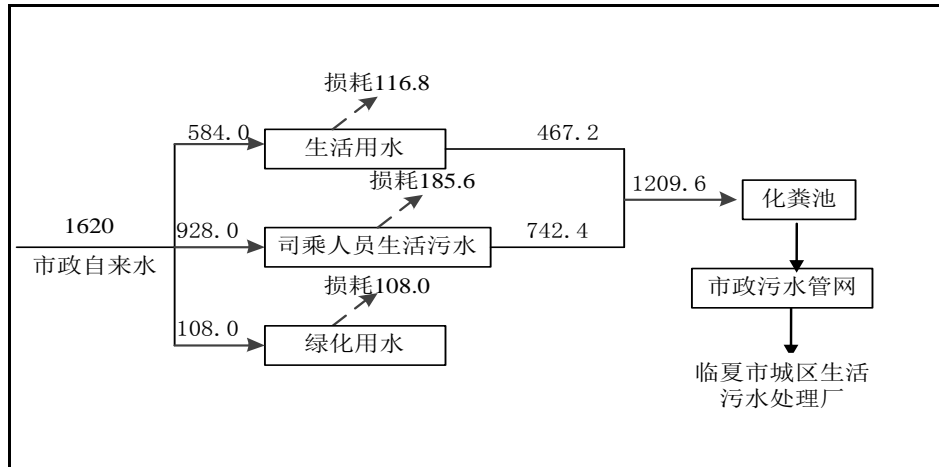 损耗116.8
584.0
生活用水
467.2
损耗185.6
1209.6
化粪池
1620
928.0
司乘人员生活污水
742.4
市政自来水
损耗108.0
市政污水管网
108.0
绿化用水
临夏市城区生活
污水处理厂